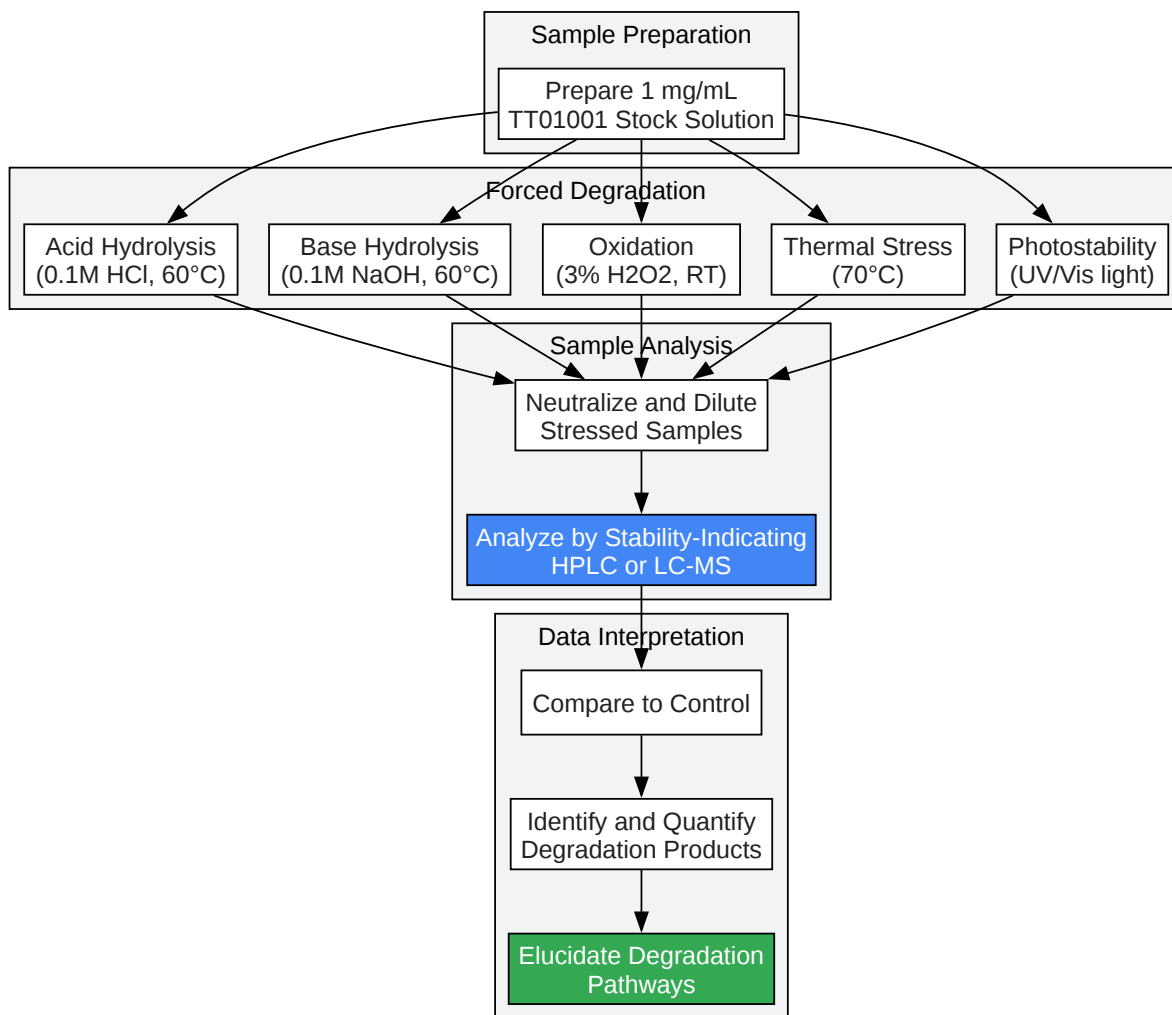 Sample Preparation
Prepare 1 mg/mL
TT01001 Stock Solution
Forced Degradation
Acid Hydrolysis
(0.1M HCl, 60°C)
Base Hydrolysis
(0.1M NaOH, 60°C)
Oxidation
(3% H2O2, RT)
Thermal Stress
(70°C)
Photostability
(UV/Vis light)
Sample Analysis
Neutralize and Dilute
Stressed Samples
Analyze by Stability-Indicating
HPLC or LC-MS
Data Interpretation
Compare to Control
Identify and Quantify
Degradation Products
Elucidate Degradation
Pathways